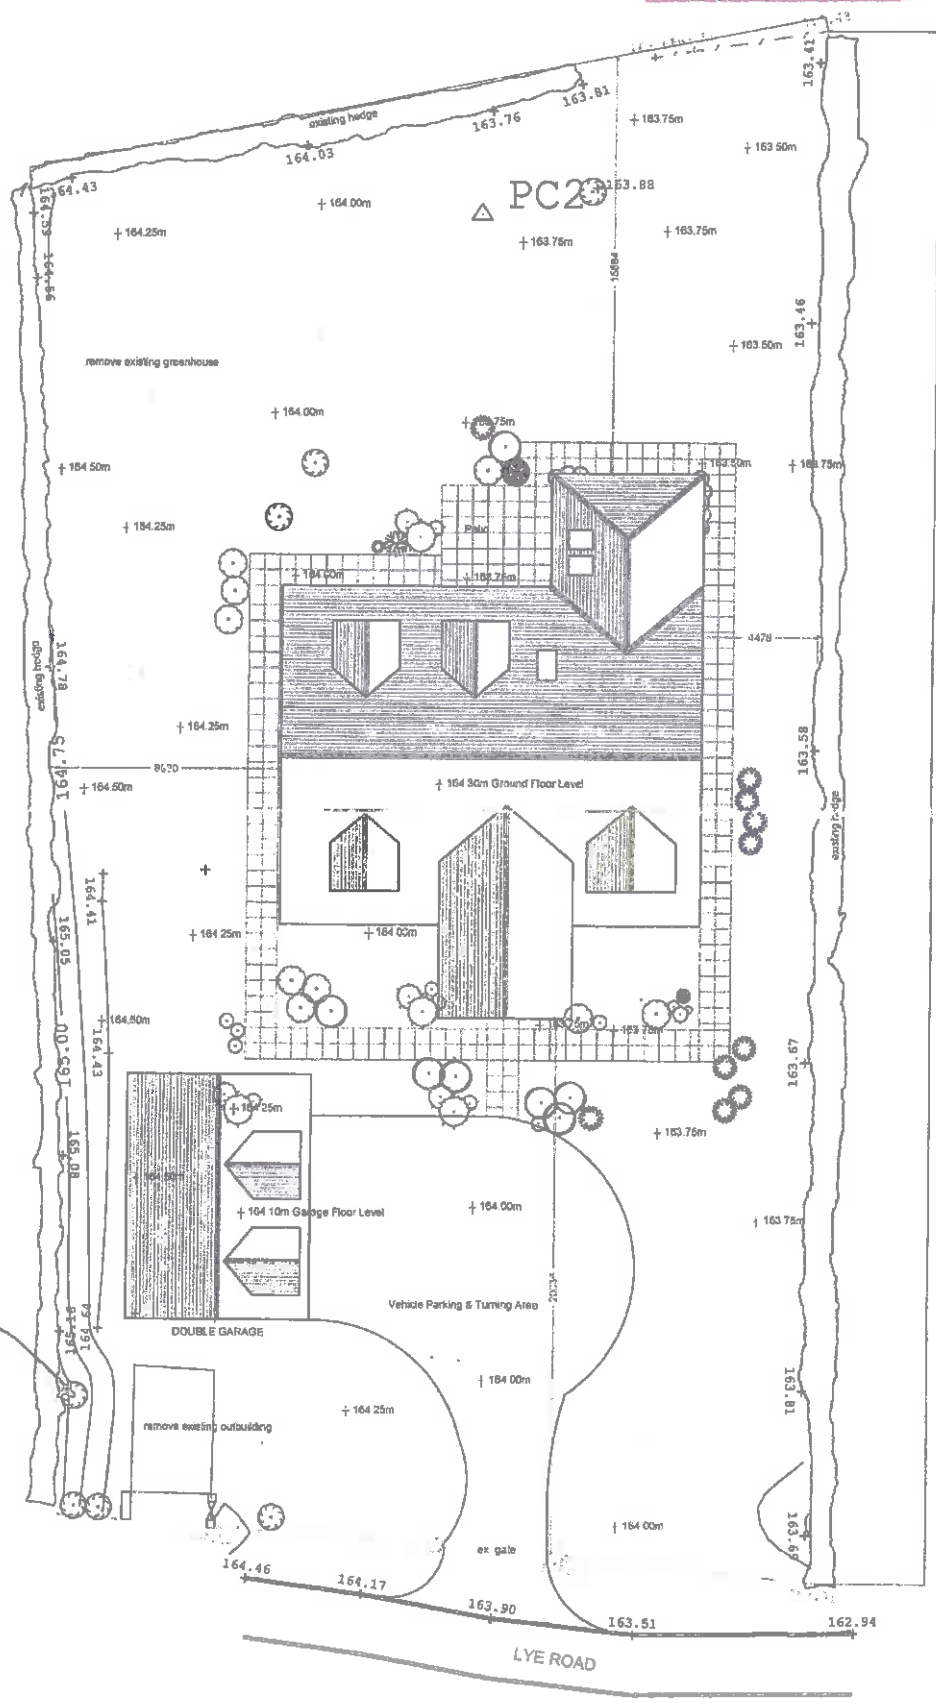 163.41
existing hedge
163.81
163.76
163.75m
164.03
163.50m
164.43
PC2
163.88
164.00m
164.25m
163.75m
163.75m
163.46
163.50m
remove existing greenhouse
164.00m
164.50m
164.25m
Patio
164.00m
4478
existing hedge
164.78
164.25m
164.75
8690
164.50m
164.30m Ground Floor Level
163.58
existing hedge
164.41
165.05
164.25m
164.00m
164.50m
164.43
165.00
163.67
165.08
163.75m
164.00m
163.75m
164.10m Garage Floor Level
Vehicle Parking & Turning Area
DOUBLE GARAGE
164.00m
164.25m
163.81
remove existing outbuilding
164.00m
ex gate
164.46
164.17
163.90
163.51
162.94
LYE ROAD